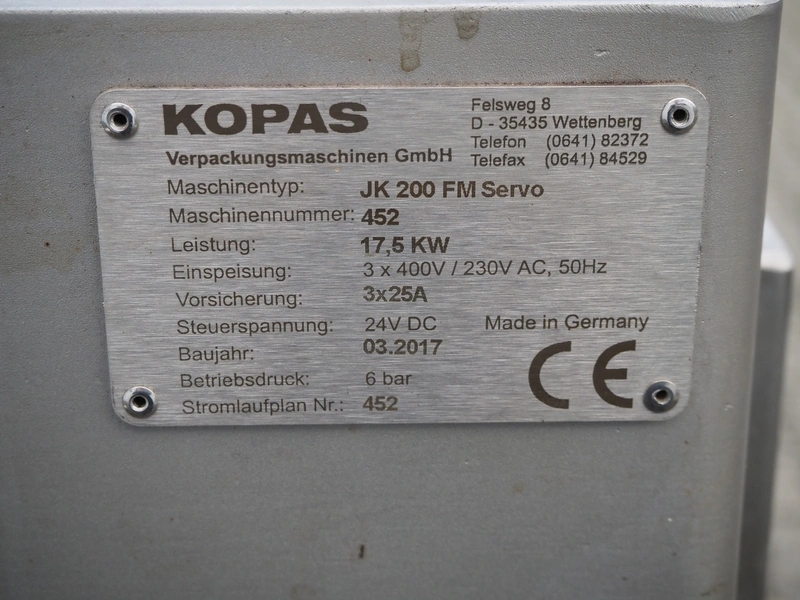 KOPAS
Verpackungsmaschinen GmbH
Felsweg 8
D - 35435 Wettenberg
Telefon (0641) 82372
Telefax (0641) 84529
Maschinentyp: JK 200 FM Servo
Maschinennummer: 452
Leistung: 17,5 KW
Einspeisung: 3 x 400V / 230V AC, 50Hz
Vorsicherung: 3x25A
Steuerspannung: 24V DC
Made in Germany
Baujahr: 03.2017
Betriebsdruck: 6 bar
CE
Stromlaufplan Nr.: 452